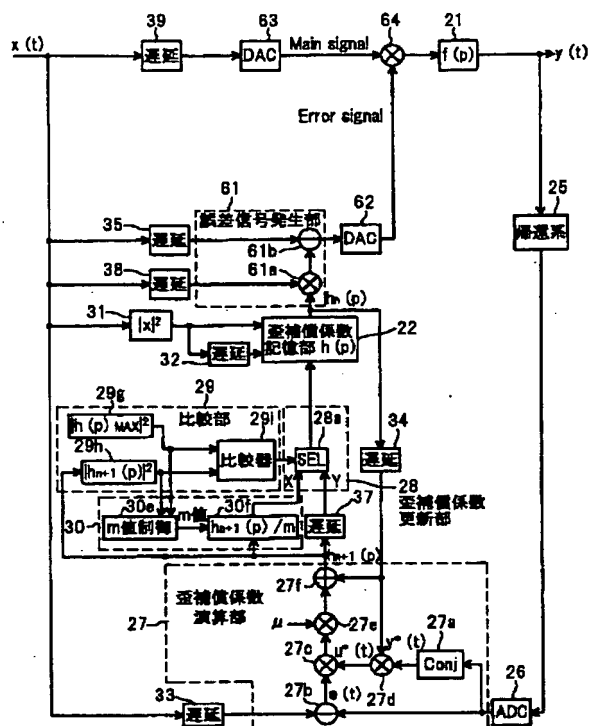 39
63
64
21
x (t)
遅延
DAC
Main signal
f (p)
y (t)
Error signal
61
35
遅延
誤差信号発生部
61b
62
DAC
25
帰還系
38
遅延
61a
hn (p)
31
|x|²
歪補償係数
記憶部 h (p)
22
32
遅延
29g
29
比較部
29i
28a
|h (p) MAX|²
29h
比較器
SEL
34
遅延
|hn+1 (p)|²
X
Y
28
歪補償係数
更新部
30e
m値
30f
37
30
m値制御
hn+1 (p) /m
遅延
n+1 (p)
27f
27
歪補償係数
演算部
μ
27e
27a
27c
u* (t)
y* (t)
Conj
27d
26
33
遅延
27b
e (t)
ADC